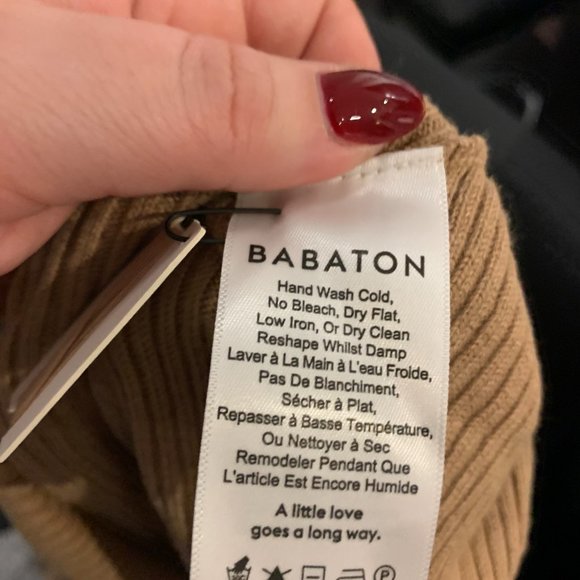 BABATON
Hand Wash Cold,
No Bleach, Dry Flat,
Low Iron, Or Dry Clean
Reshape Whilst Damp
Laver à La Main à L'eau Froide,
Pas De Blanchiment,
Sécher à Plat,
Repasser à Basse Température,
Ou Nettoyer à Sec
Remodeler Pendant Que
L'article Est Encore Humide
A little love
goes a long way.
P